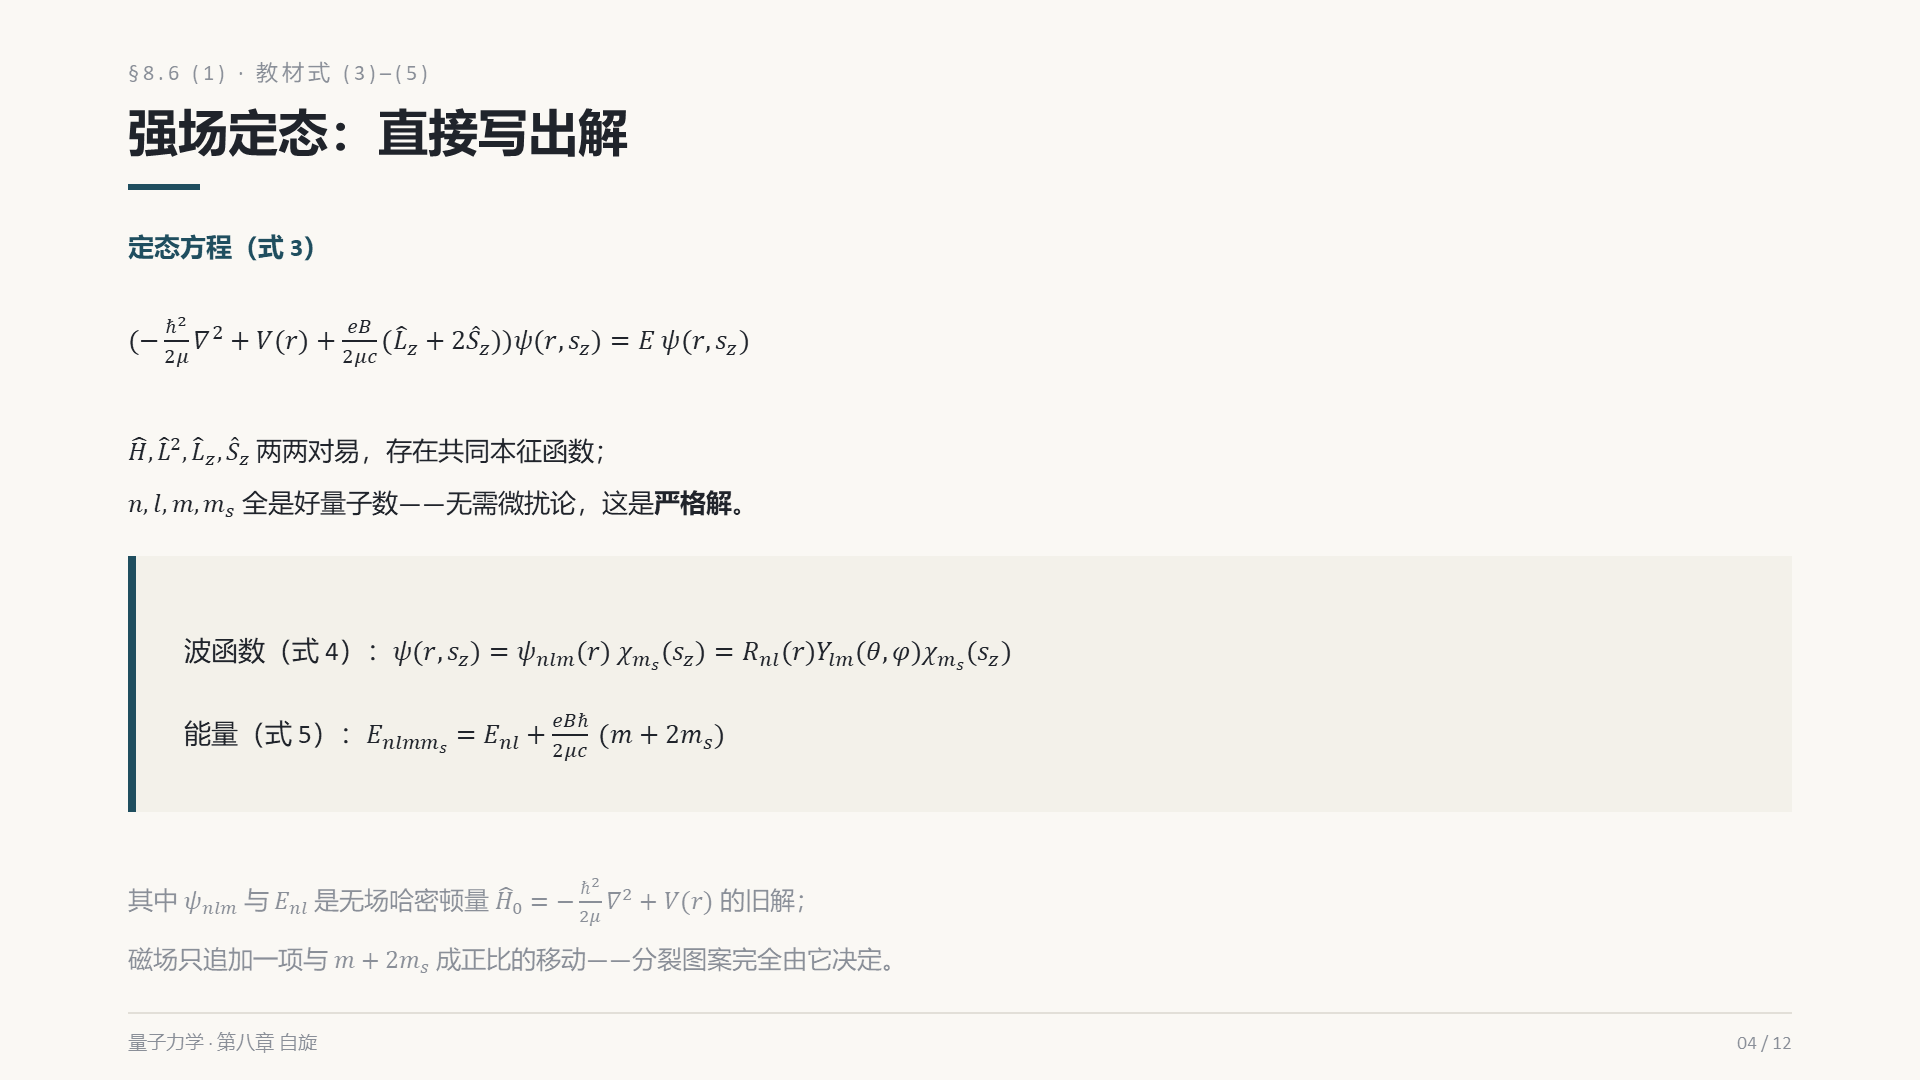 §8.6 (1) · 教材式 (3)–(5)
强场定态：直接写出解
定态方程（式 3）
(−ℏ²/2μ ∇² + V(r) + eB/2μc (L̂_z + 2Ŝ_z))ψ(r, s_z) = E ψ(r, s_z)
Ĥ, L̂², L̂_z, Ŝ_z 两两对易，存在共同本征函数；
n, l, m, m_s 全是好量子数——无需微扰论，这是严格解。
波函数（式 4）：ψ(r, s_z) = ψ_nlm(r) χ_{m_s}(s_z) = R_nl(r)Y_lm(θ, φ)χ_{m_s}(s_z)
能量（式 5）：E_{nlmm_s} = E_nl + eBℏ/2μc (m + 2m_s)
其中 ψ_nlm 与 E_nl 是无场哈密顿量 Ĥ₀ = −ℏ²/2μ ∇² + V(r) 的旧解；
磁场只追加一项与 m + 2m_s 成正比的移动——分裂图案完全由它决定。
量子力学 · 第八章 自旋
04 / 12